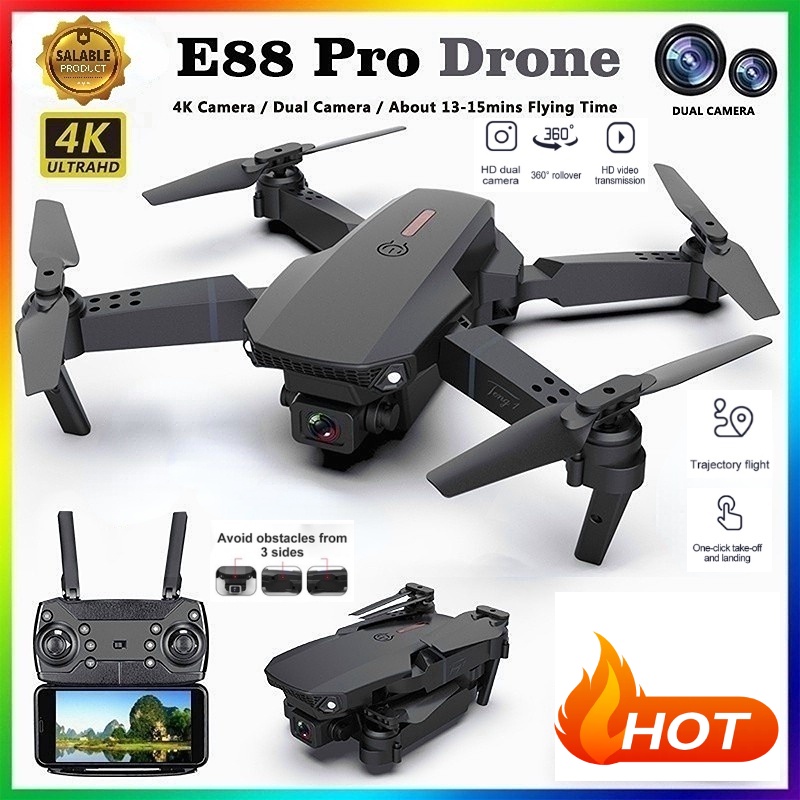 SALABLE
PRODUCT
E88 Pro Drone
4K Camera / Dual Camera / About 13-15mins Flying Time
DUAL CAMERA
4K
ULTRAHD
360°
HD dual
camera
360° rollover
HD video
transmission
Tong 1
Trajectory flight
One-click take-off
and landing
Avoid obstacles from
3 sides
HOT